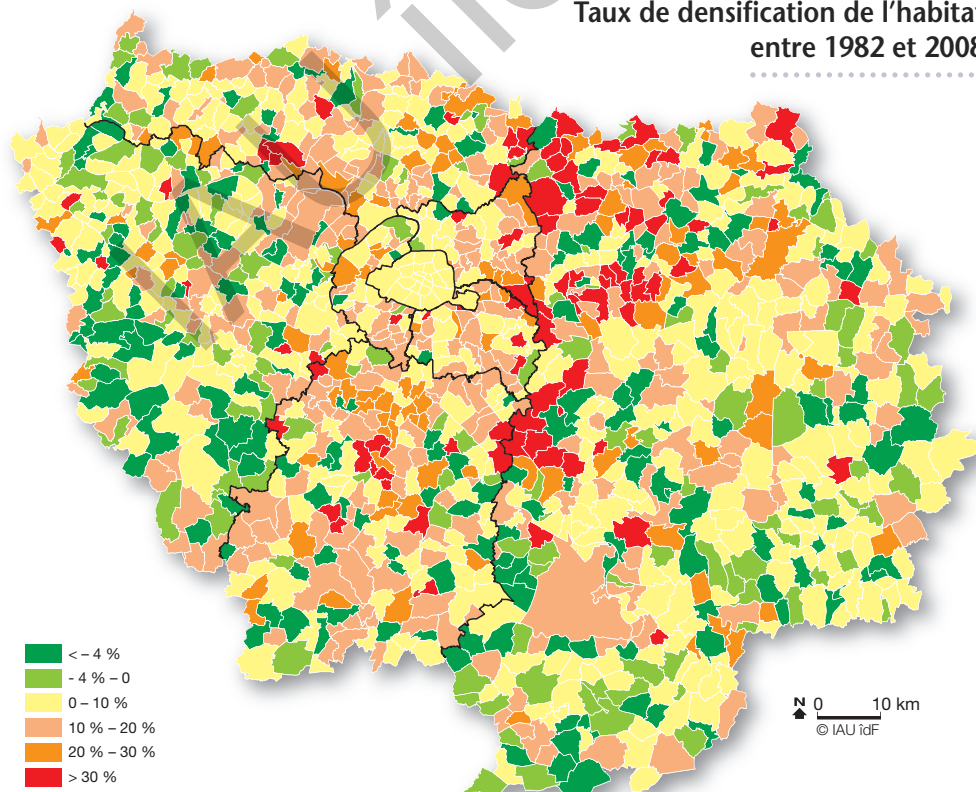 Taux de densification de l'habitat
entre 1982 et 2008
< – 4 %
- 4 % – 0
0 – 10 %
10 % – 20 %
20 % – 30 %
> 30 %
N 0 10 km
© IAU îdF